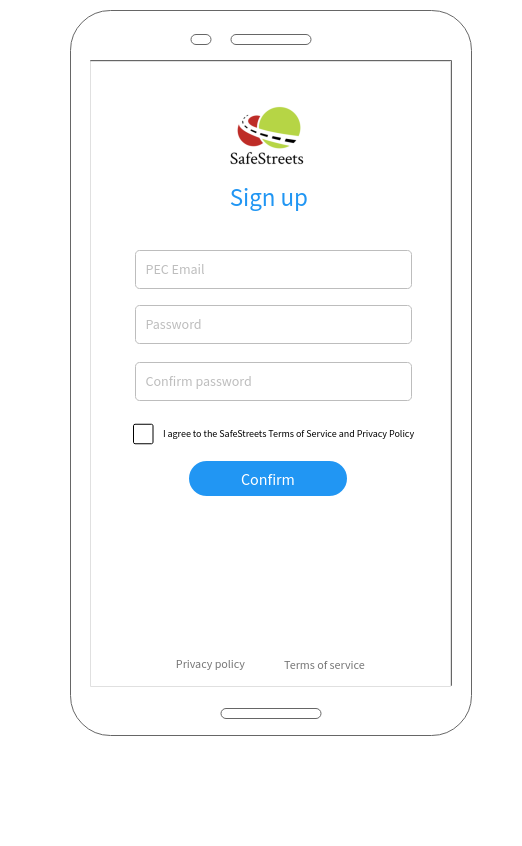 SafeStreets
Sign up
PEC Email
Password
Confirm password
I agree to the SafeStreets Terms of Service and Privacy Policy
Confirm
Privacy policy
Terms of service